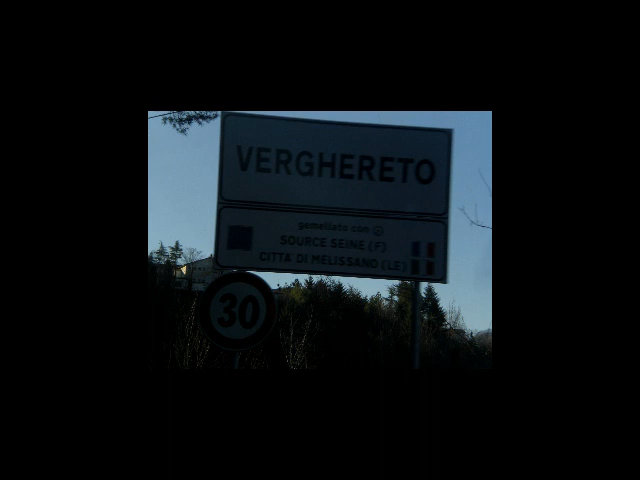 VERGHERETO
gemellato con
SOURCE SEINE (F)
CITTA DI MELISSANO (LE)
30